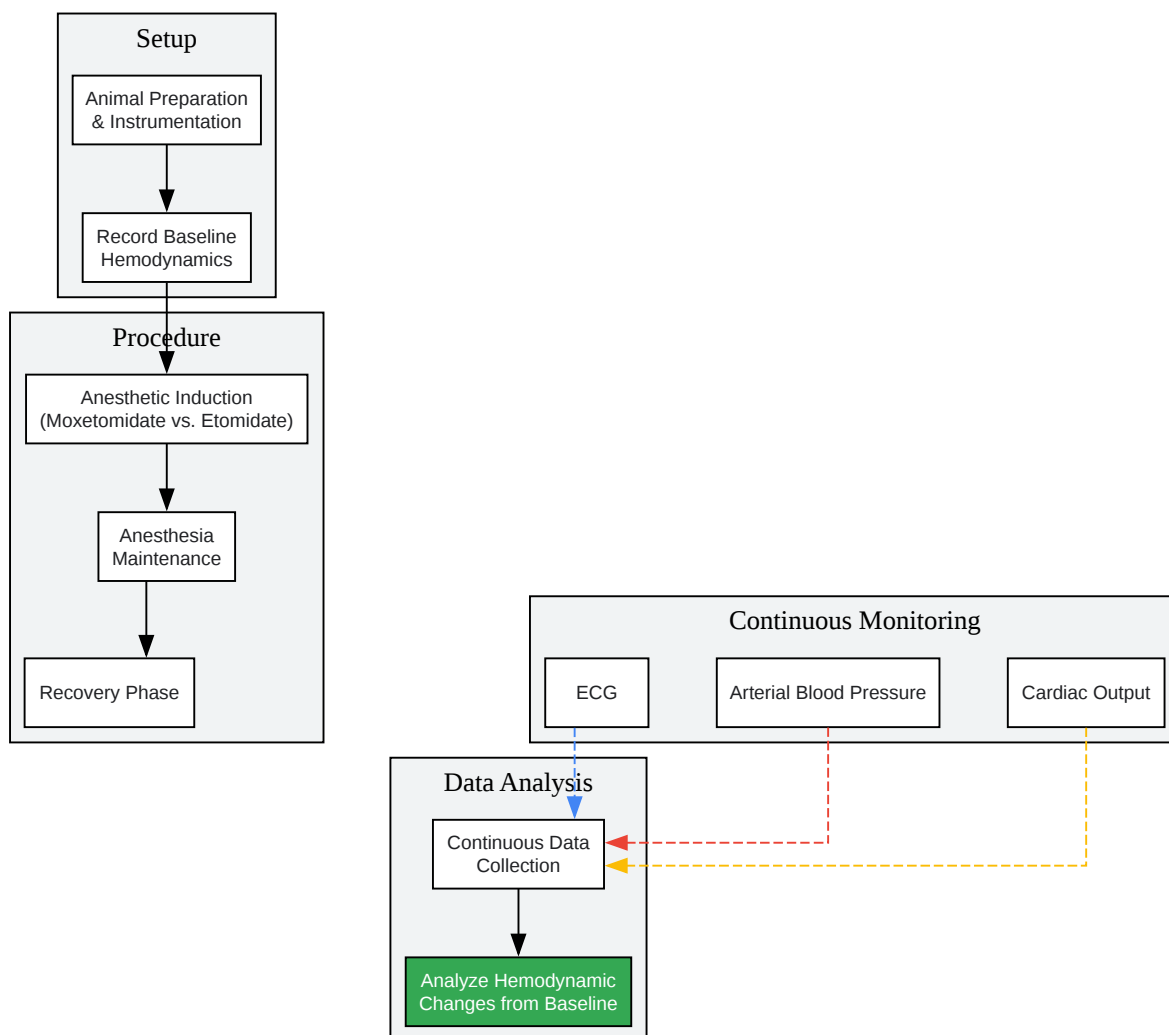 Setup
Animal Preparation
& Instrumentation
Record Baseline
Hemodynamics
Procedure
Anesthetic Induction
(Moxetomidate vs. Etomidate)
Anesthesia
Maintenance
Recovery Phase
Continuous Monitoring
ECG
Arterial Blood Pressure
Cardiac Output
Data Analysis
Continuous Data
Collection
Analyze Hemodynamic
Changes from Baseline